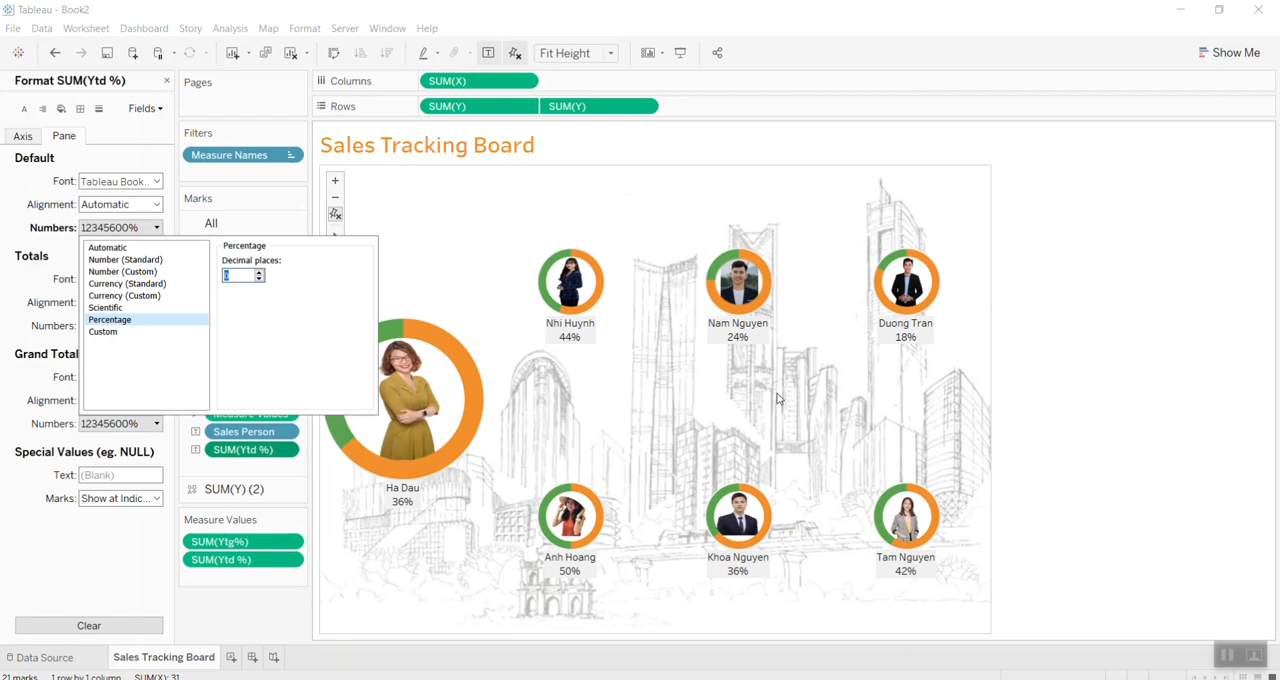 Tableau - Book2
File Data Worksheet Dashboard Story Analysis Map Format Server Window Help
Fit Height
Show Me
Format SUM(Ytd %)
Fields
Axis Pane
Default
Font: Tableau Book..
Alignment: Automatic
Numbers: 12345600%
Totals
Font:
Alignment:
Numbers:
Grand Total
Font:
Alignment:
Numbers: 12345600%
Special Values (eg. NULL)
Text: (Blank)
Marks: Show at Indic...
Clear
Automatic
Number (Standard)
Number (Custom)
Currency (Standard)
Currency (Custom)
Scientific
Percentage
Custom
Percentage
Decimal places:
0
Pages
Filters
Measure Names
Marks
All
Measure Values
Sales Person
SUM(Ytd %)
SUM(Y) (2)
Measure Values
SUM(Ytg%)
SUM(Ytd %)
Columns SUM(X)
Rows SUM(Y) SUM(Y)
Sales Tracking Board
Nhi Huynh
44%
Nam Nguyen
24%
Duong Tran
18%
Ha Dau
36%
Anh Hoang
50%
Khoa Nguyen
36%
Tam Nguyen
42%
Data Source Sales Tracking Board
21 marks 1 row by 1 column SUM(X): 31